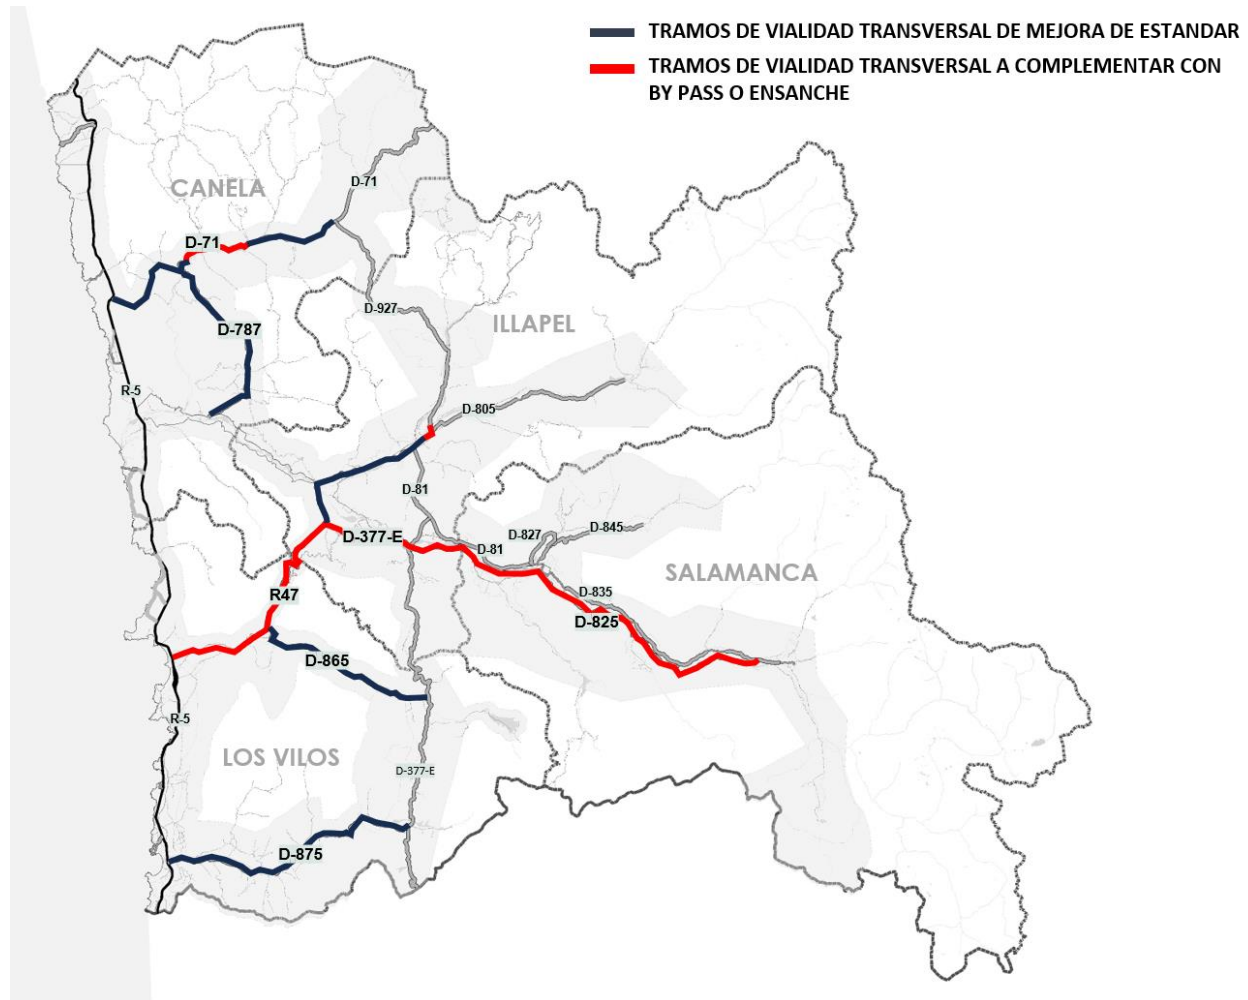 TRAMOS DE VIALIDAD TRANSVERSAL DE MEJORA DE ESTANDAR
TRAMOS DE VIALIDAD TRANSVERSAL A COMPLEMENTAR CON
BY PASS O ENSANCHE
CANELA
D-71
D-71
D-927
ILLAPEL
D-787
R-5
D-805
D-81
D-377-E
D-827
D-845
D-81
SALAMANCA
R47
D-835
D-825
D-865
R-5
LOS VILOS
D-377-E
D-875